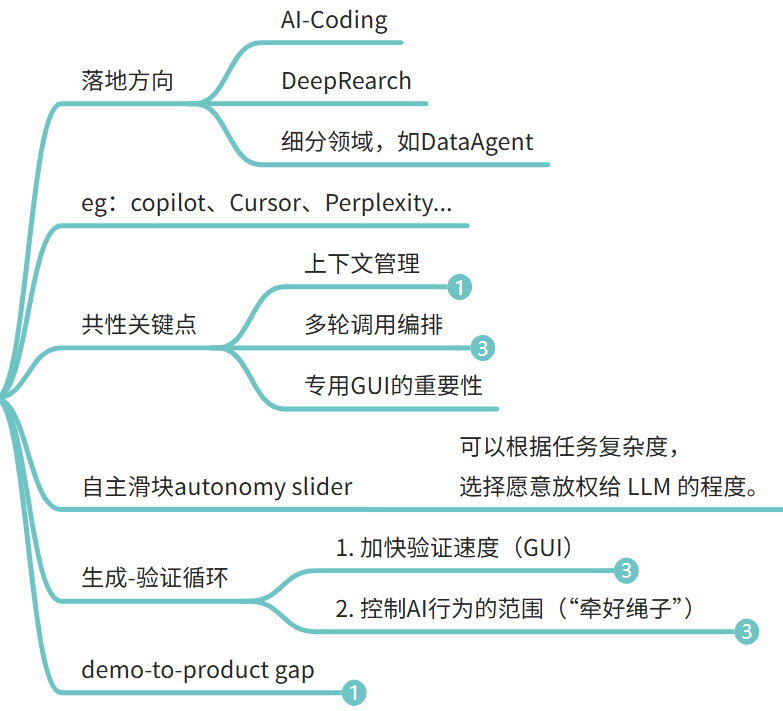 AI-Coding
落地方向
DeepRearch
细分领域，如DataAgent
eg：copilot、Cursor、Perplexity...
上下文管理
1
共性关键点
多轮调用编排
3
专用GUI的重要性
可以根据任务复杂度，
自主滑块autonomy slider
选择愿意放权给 LLM 的程度。
1. 加快验证速度（GUI）
3
生成-验证循环
2. 控制AI行为的范围（“牵好绳子”）
3
demo-to-product gap
1